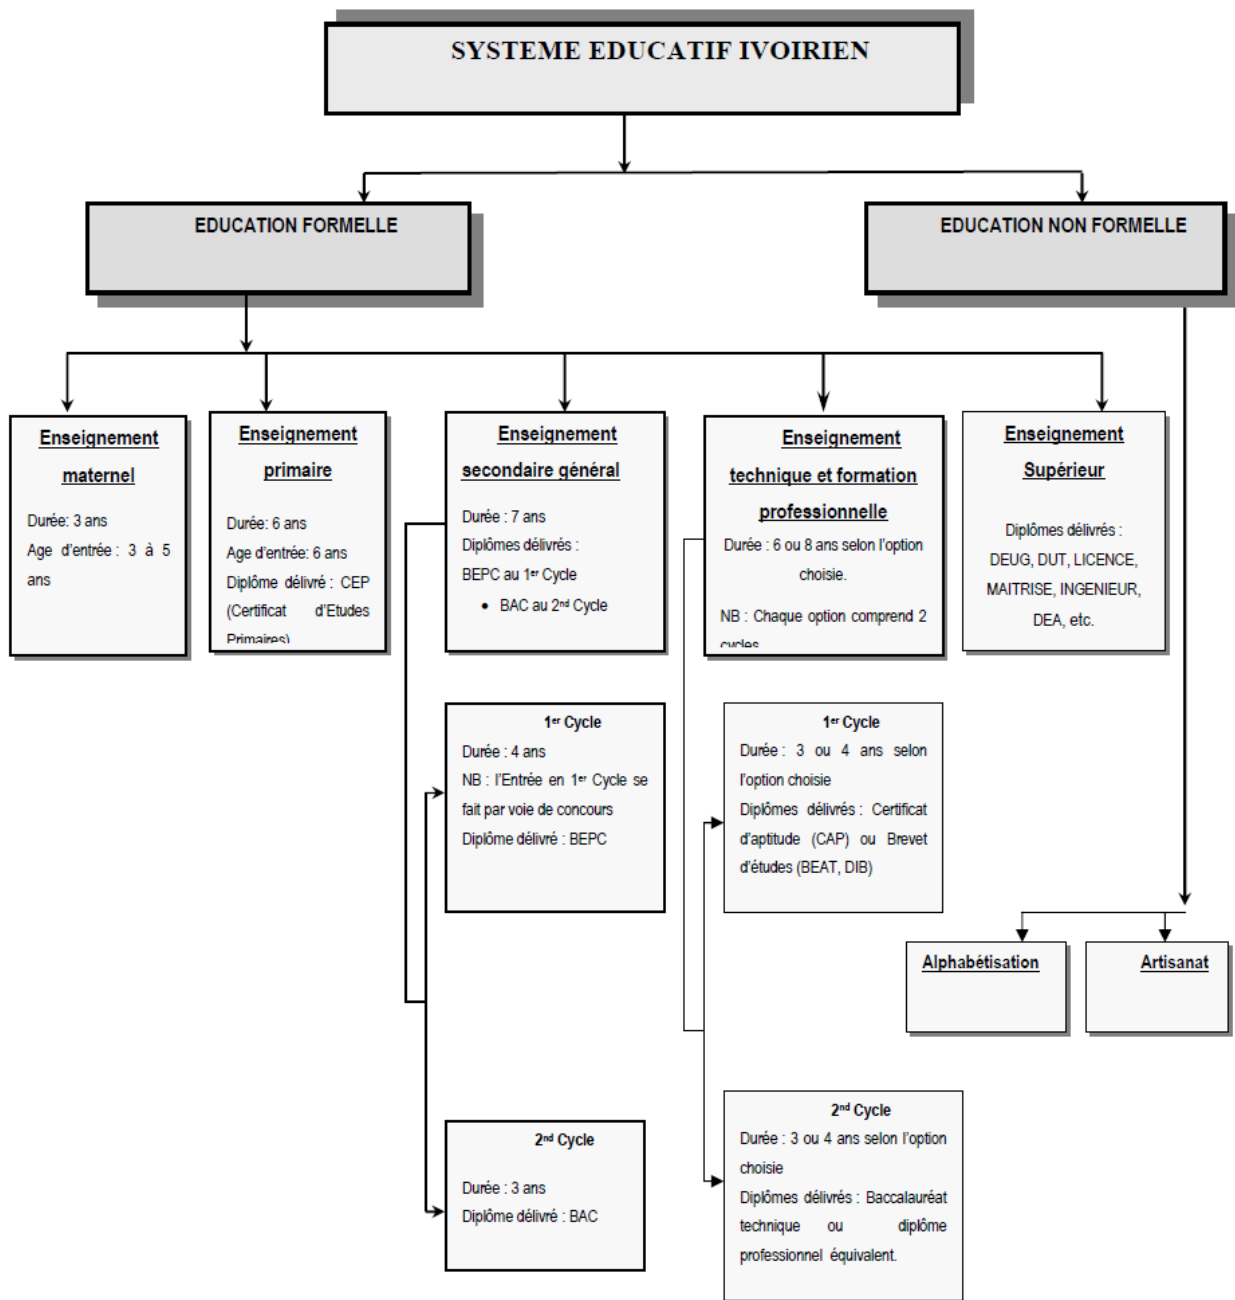 SYSTEME EDUCATIF IVOIRIEN
EDUCATION FORMELLE
EDUCATION NON FORMELLE
Enseignement
maternel
Durée: 3 ans
Age d'entrée : 3 à 5
ans
Enseignement
primaire
Durée: 6 ans
Age d'entrée: 6 ans
Diplôme délivré : CEP
(Certificat d'Etudes
Primaires)
Enseignement
secondaire général
Durée : 7 ans
Diplômes délivrés :
BEPC au 1er Cycle
• BAC au 2nd Cycle
Enseignement
technique et formation
professionnelle
Durée : 6 ou 8 ans selon l'option
choisie.
NB : Chaque option comprend 2
cycles
Enseignement
Supérieur
Diplômes délivrés :
DEUG, DUT, LICENCE,
MAITRISE, INGENIEUR,
DEA, etc.
1er Cycle
Durée : 4 ans
NB : l'Entrée en 1er Cycle se
fait par voie de concours
Diplôme délivré : BEPC
1er Cycle
Durée : 3 ou 4 ans selon
l'option choisie
Diplômes délivrés : Certificat
d'aptitude (CAP) ou Brevet
d'études (BEAT, DIB)
Alphabétisation
Artisanat
2nd Cycle
Durée : 3 ans
Diplôme délivré : BAC
2nd Cycle
Durée : 3 ou 4 ans selon l'option
choisie
Diplômes délivrés : Baccalauréat
technique ou diplôme
professionnel équivalent.